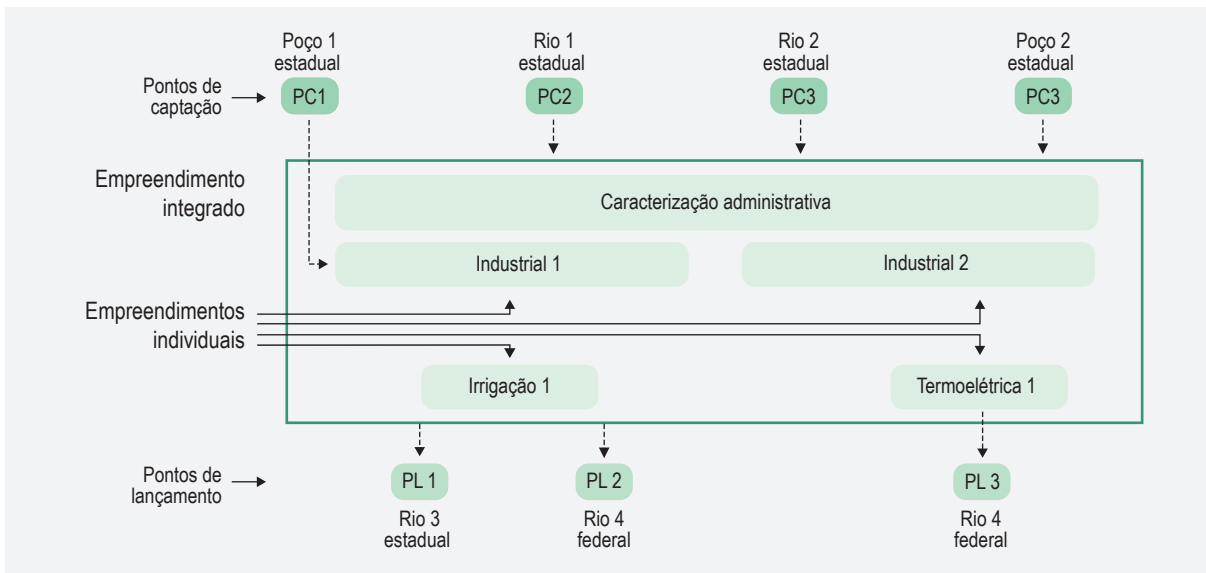 Poço 1
estadual
Rio 1
estadual
Rio 2
estadual
Poço 2
estadual
Pontos de
captação
PC1
PC2
PC3
PC3
Empreendimento
integrado
Caracterização administrativa
Industrial 1
Industrial 2
Empreendimentos
individuais
Irrigação 1
Termoelétrica 1
Pontos de
lançamento
PL 1
PL 2
PL 3
Rio 3
estadual
Rio 4
federal
Rio 4
federal